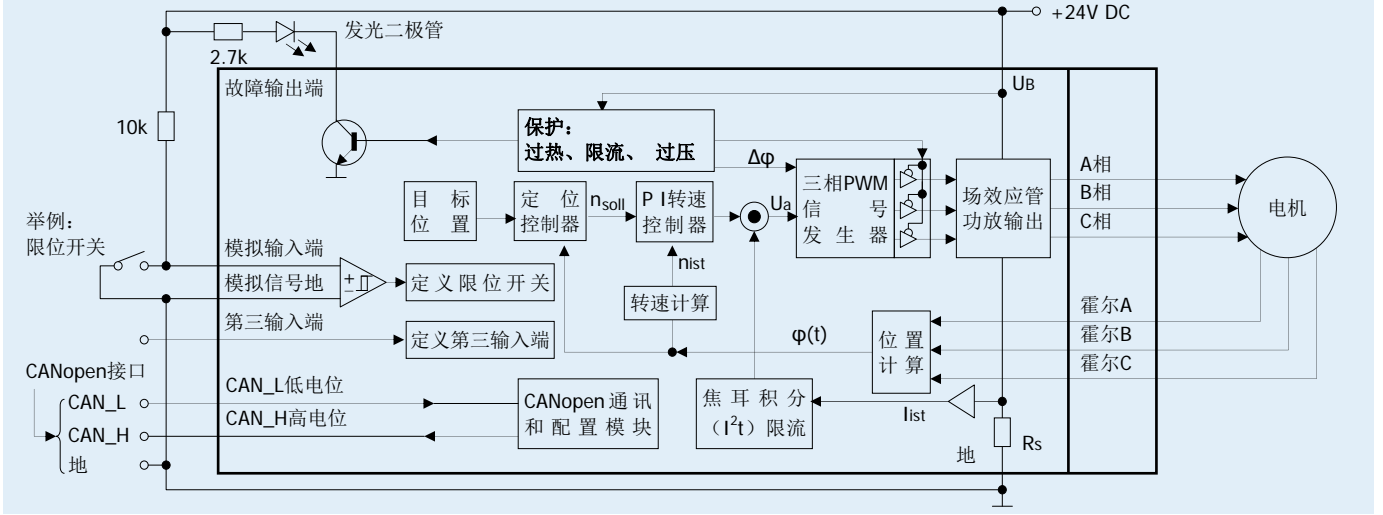 +24V DC
发光二极管
2.7k
故障输出端
UB
10k
保护:
过热、限流、 过压
Δφ
三相PWM
信 号
发 生 器
场效应管
功放输出
A相
B相
C相
电机
目 标
位 置
定 位
控制器
nsoll
P I转速
控制器
Ua
举例:
限位开关
模拟输入端
模拟信号地
±
定义限位开关
nist
转速计算
第三输入端
定义第三输入端
φ(t)
位 置
计 算
霍尔A
霍尔B
霍尔C
CANopen接口
CAN_L
CAN_H
地
CAN_L低电位
CAN_H高电位
CANopen通讯
和配置模块
焦耳积分
（I²t）限流
Iist
地
Rs